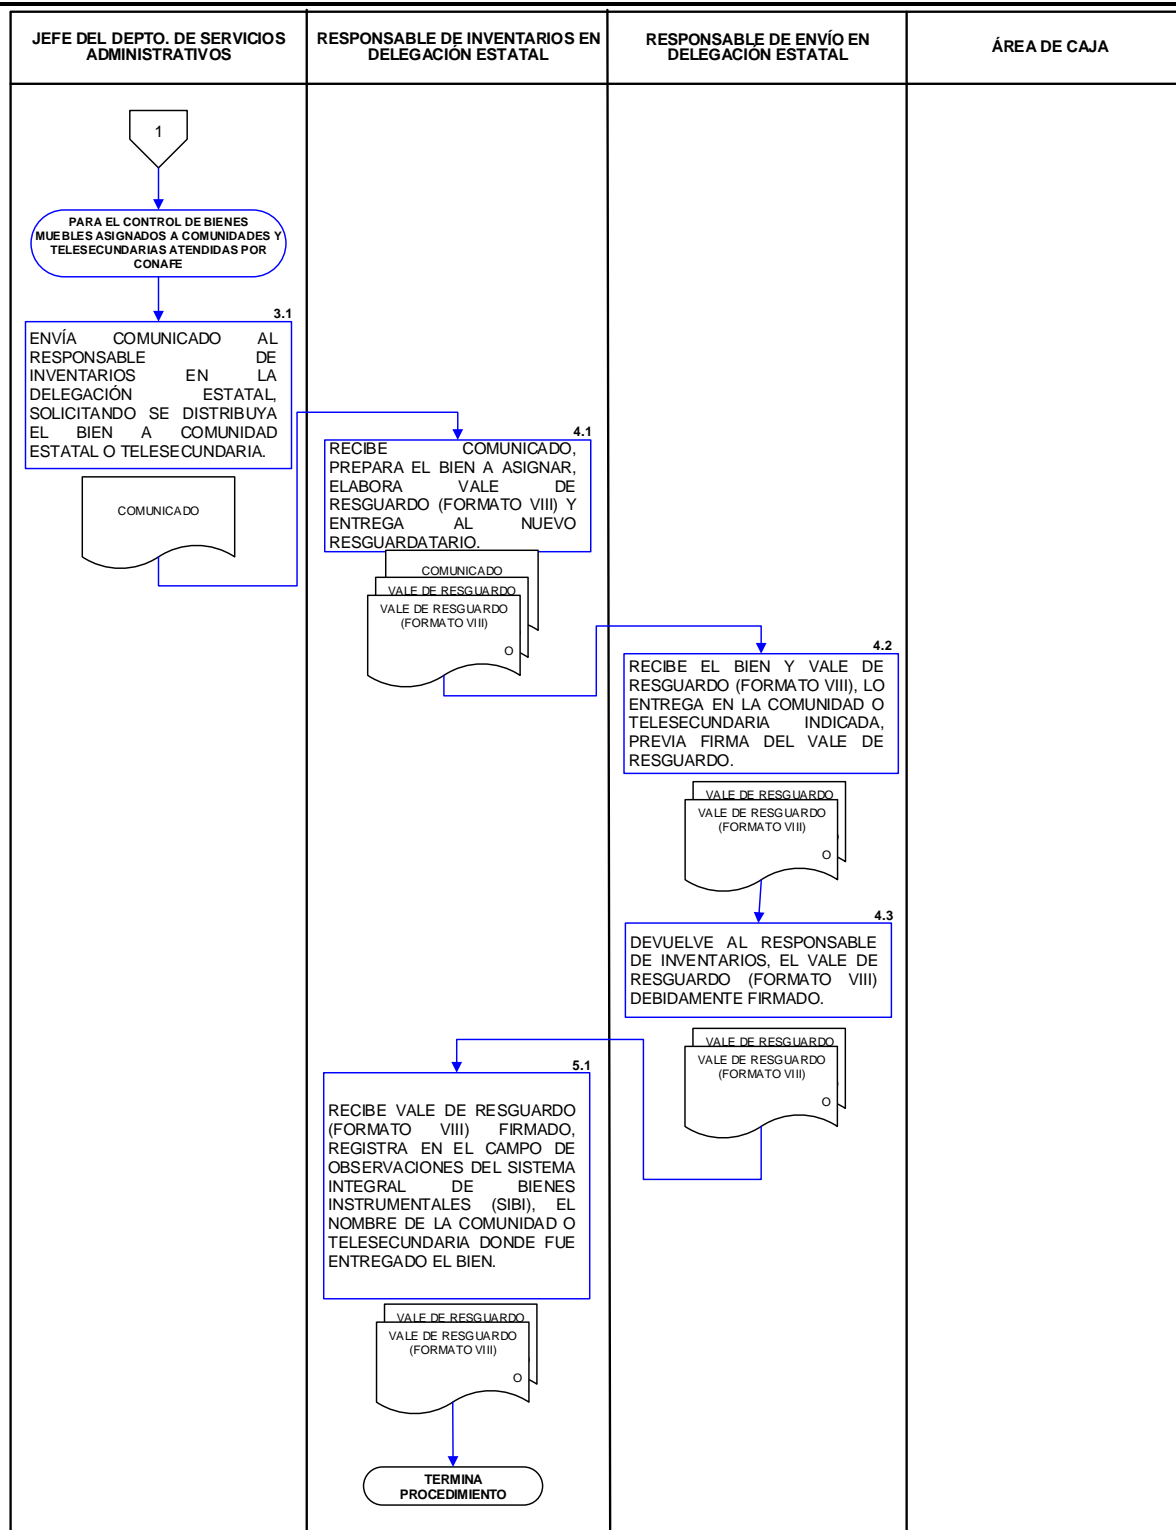 JEFE DEL DEPTO. DE SERVICIOS
ADMINISTRATIVOS
RESPONSABLE DE INVENTARIOS EN
DELEGACIÓN ESTATAL
RESPONSABLE DE ENVÍO EN
DELEGACIÓN ESTATAL
ÁREA DE CAJA
1
PARA EL CONTROL DE BIENES
MUEBLES ASIGNADOS A COMUNIDADES Y
TELESECUNDARIAS ATENDIDAS POR
CONAFE
3.1
ENVÍA COMUNICADO AL
RESPONSABLE DE
INVENTARIOS EN LA
DELEGACIÓN ESTATAL,
SOLICITANDO SE DISTRIBUYA
EL BIEN A COMUNIDAD
ESTATAL O TELESECUNDARIA.
COMUNICADO
4.1
RECIBE COMUNICADO,
PREPARA EL BIEN A ASIGNAR,
ELABORA VALE DE
RESGUARDO (FORMATO VIII) Y
ENTREGA AL NUEVO
RESGUARDATARIO.
COMUNICADO
VALE DE RESGUARDO
VALE DE RESGUARDO
(FORMATO VIII)
O
4.2
RECIBE EL BIEN Y VALE DE
RESGUARDO (FORMATO VIII), LO
ENTREGA EN LA COMUNIDAD O
TELESECUNDARIA INDICADA,
PREVIA FIRMA DEL VALE DE
RESGUARDO.
VALE DE RESGUARDO
VALE DE RESGUARDO
(FORMATO VIII)
O
4.3
DEVUELVE AL RESPONSABLE
DE INVENTARIOS, EL VALE DE
RESGUARDO (FORMATO VIII)
DEBIDAMENTE FIRMADO.
VALE DE RESGUARDO
VALE DE RESGUARDO
(FORMATO VIII)
O
5.1
RECIBE VALE DE RESGUARDO
(FORMATO VIII) FIRMADO,
REGISTRA EN EL CAMPO DE
OBSERVACIONES DEL SISTEMA
INTEGRAL DE BIENES
INSTRUMENTALES (SIBI), EL
NOMBRE DE LA COMUNIDAD O
TELESECUNDARIA DONDE FUE
ENTREGADO EL BIEN.
VALE DE RESGUARDO
VALE DE RESGUARDO
(FORMATO VIII)
O
TERMINA
PROCEDIMIENTO